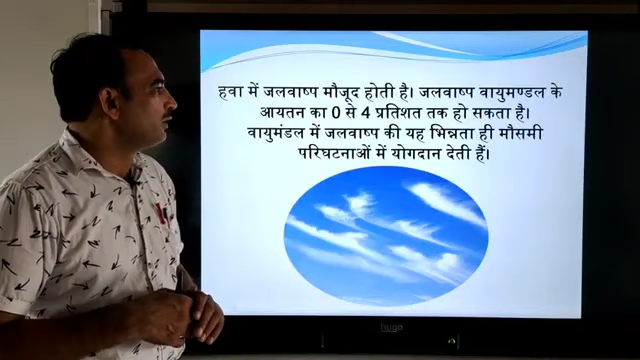 हवा में जलवाष्प मौजूद होती है। जलवाष्प वायुमण्डल के
आयतन का 0 से 4 प्रतिशत तक हो सकता है।
वायुमंडल में जलवाष्प की यह भिन्नता ही मौसमी
परिघटनाओं में योगदान देती हैं।
hugo